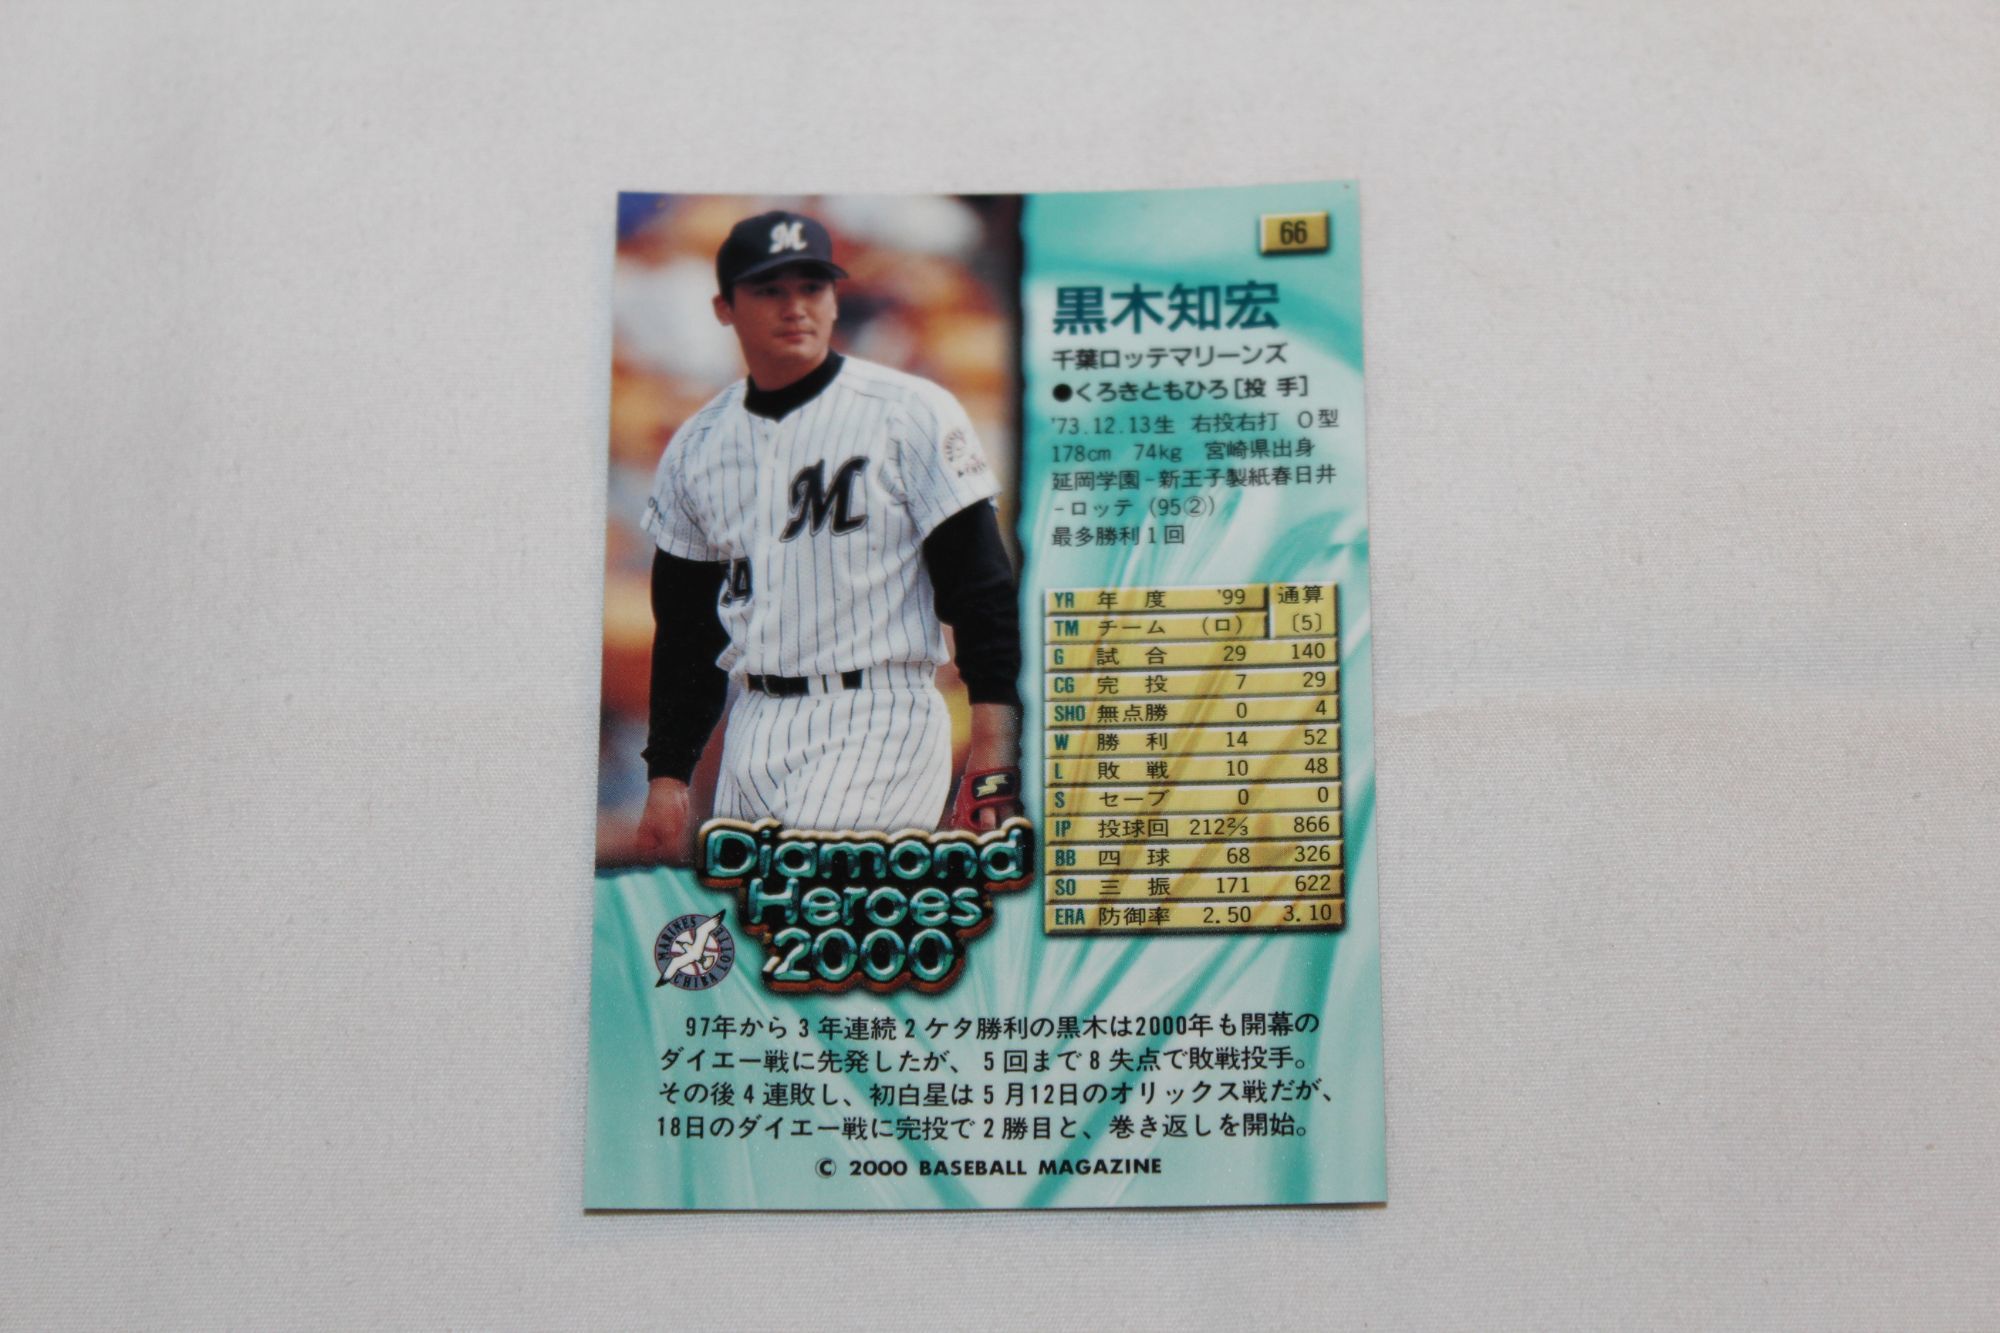 66
黒木知宏
千葉ロッテマリーンズ
●くろきともひろ[投 手]
'73.12.13生 右投右打 O型
178cm 74kg 宮崎県出身
延岡学園-新王子製紙春日井
-ロッテ (95②)
最多勝利1回
YR 年 度 '99 通算
TM チーム (ロ) 〔5〕
G 試 合 29 140
CG 完 投 7 29
SHO 無点勝 0 4
W 勝 利 14 52
L 敗 戦 10 48
S セーブ 0 0
IP 投球回 212⅔ 866
BB 四 球 68 326
SO 三 振 171 622
ERA 防御率 2.50 3.10
M
M
Diamond
Heroes
2000
MARINES
CHIBA LOTTE
97年から3年連続2ケタ勝利の黒木は2000年も開幕の
ダイエー戦に先発したが、5回まで8失点で敗戦投手。
その後4連敗し、初白星は5月12日のオリックス戦だが、
18日のダイエー戦に完投で2勝目と、巻き返しを開始。
© 2000 BASEBALL MAGAZINE